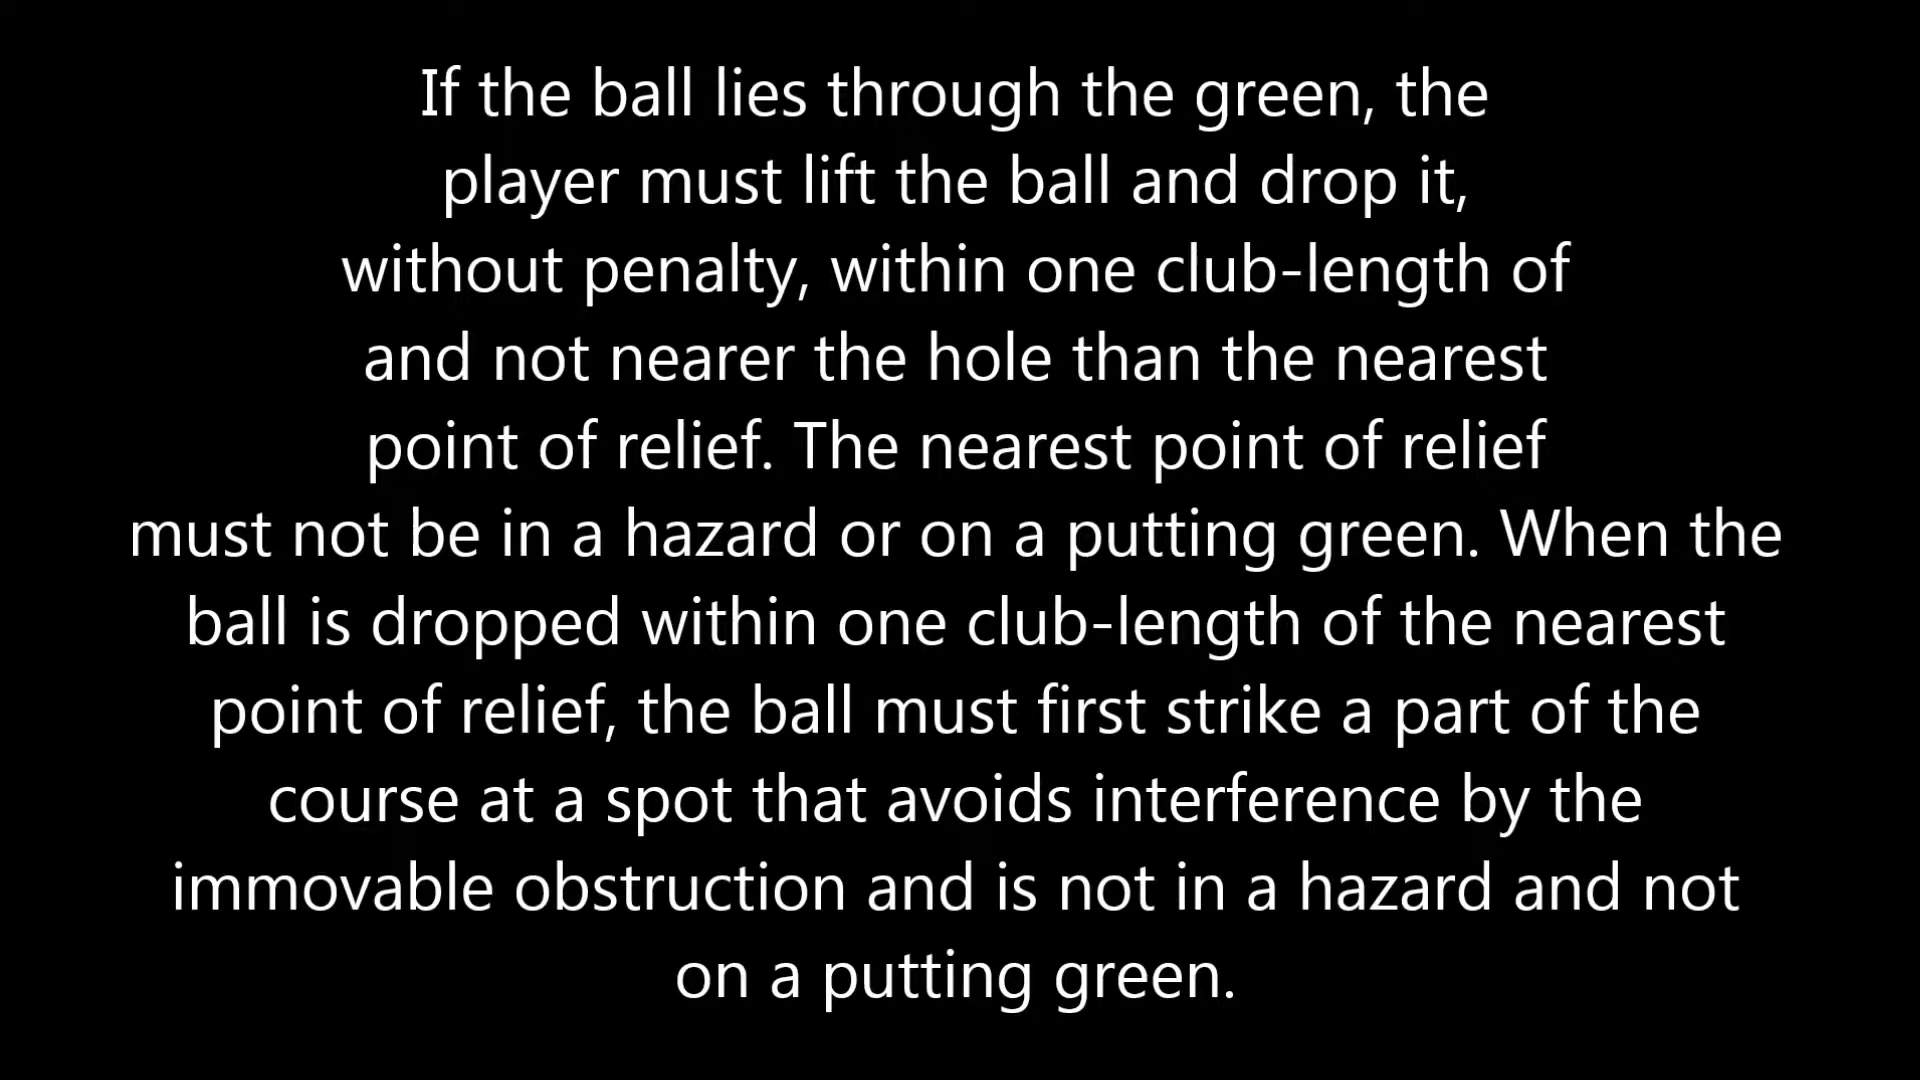 If the ball lies through the green, the
player must lift the ball and drop it,
without penalty, within one club-length of
and not nearer the hole than the nearest
point of relief. The nearest point of relief
must not be in a hazard or on a putting green. When the
ball is dropped within one club-length of the nearest
point of relief, the ball must first strike a part of the
course at a spot that avoids interference by the
immovable obstruction and is not in a hazard and not
on a putting green.